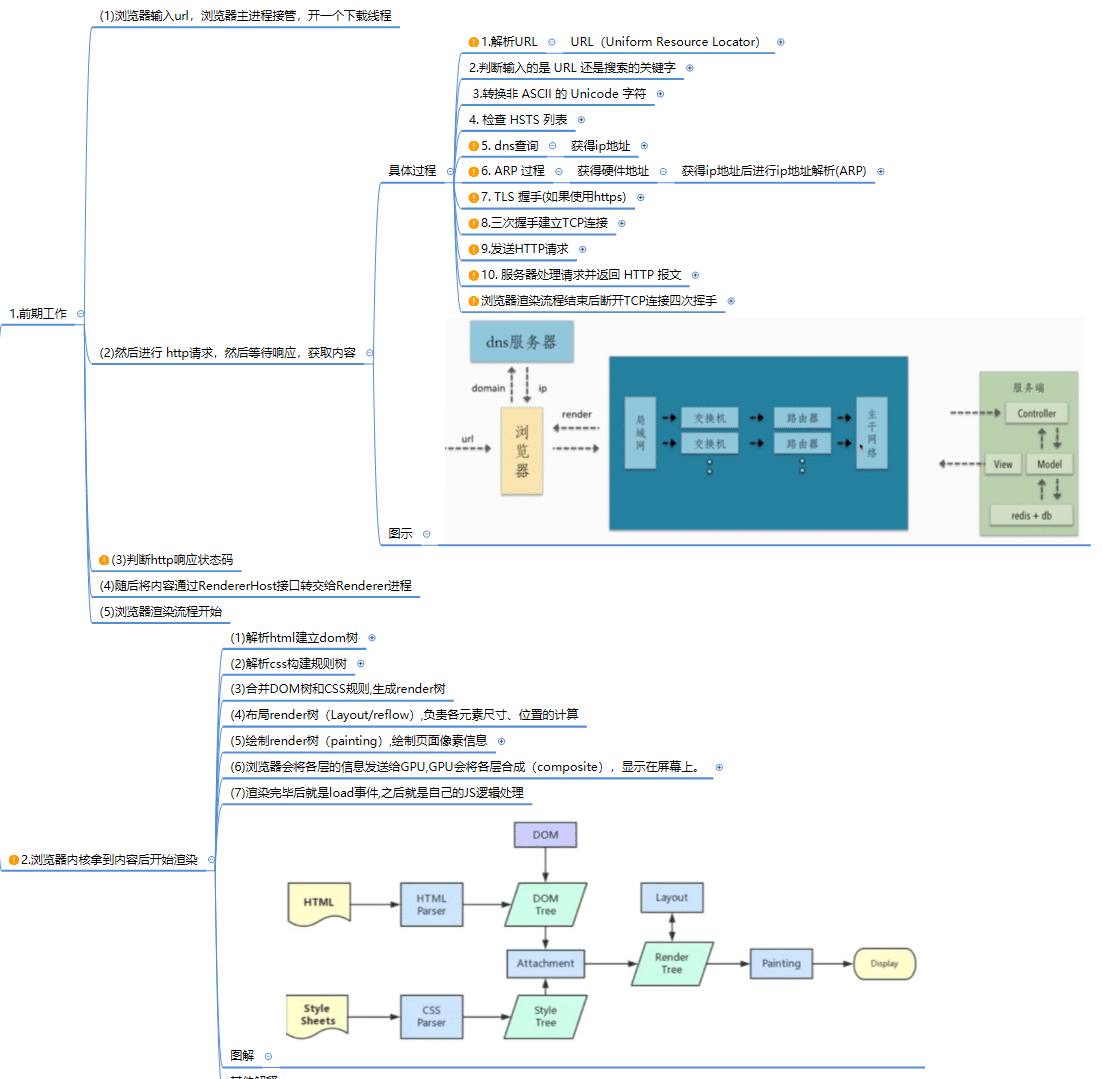 (1)浏览器输入url，浏览器主进程接管，开一个下载线程
1.解析URL URL（Uniform Resource Locator）
2.判断输入的是 URL 还是搜索的关键字
3.转换非 ASCII 的 Unicode 字符
4. 检查 HSTS 列表
5. dns查询 获得ip地址
具体过程
6. ARP 过程 获得硬件地址 获得ip地址后进行ip地址解析(ARP)
7. TLS 握手(如果使用https)
8.三次握手建立TCP连接
9.发送HTTP请求
10. 服务器处理请求并返回 HTTP 报文
浏览器渲染流程结束后断开TCP连接四次挥手
1.前期工作
(2)然后进行 http请求，然后等待响应，获取内容
dns服务器
domain
ip
url
浏览器
render
局域网
交换机
路由器
交换机
路由器
主干网络
服务端
Controller
View
Model
redis + db
图示
(3)判断http响应状态码
(4)随后将内容通过RendererHost接口转交给Renderer进程
(5)浏览器渲染流程开始
(1)解析html建立dom树
(2)解析css构建规则树
(3)合并DOM树和CSS规则,生成render树
(4)布局render树（Layout/reflow）,负责各元素尺寸、位置的计算
(5)绘制render树（painting）,绘制页面像素信息
(6)浏览器会将各层的信息发送给GPU,GPU会将各层合成（composite），显示在屏幕上。
(7)渲染完毕后就是load事件,之后就是自己的JS逻辑处理
2.浏览器内核拿到内容后开始渲染
DOM
HTML
HTML
Parser
DOM
Tree
Layout
Attachment
Render
Tree
Painting
Display
Style
Sheets
CSS
Parser
Style
Tree
图解